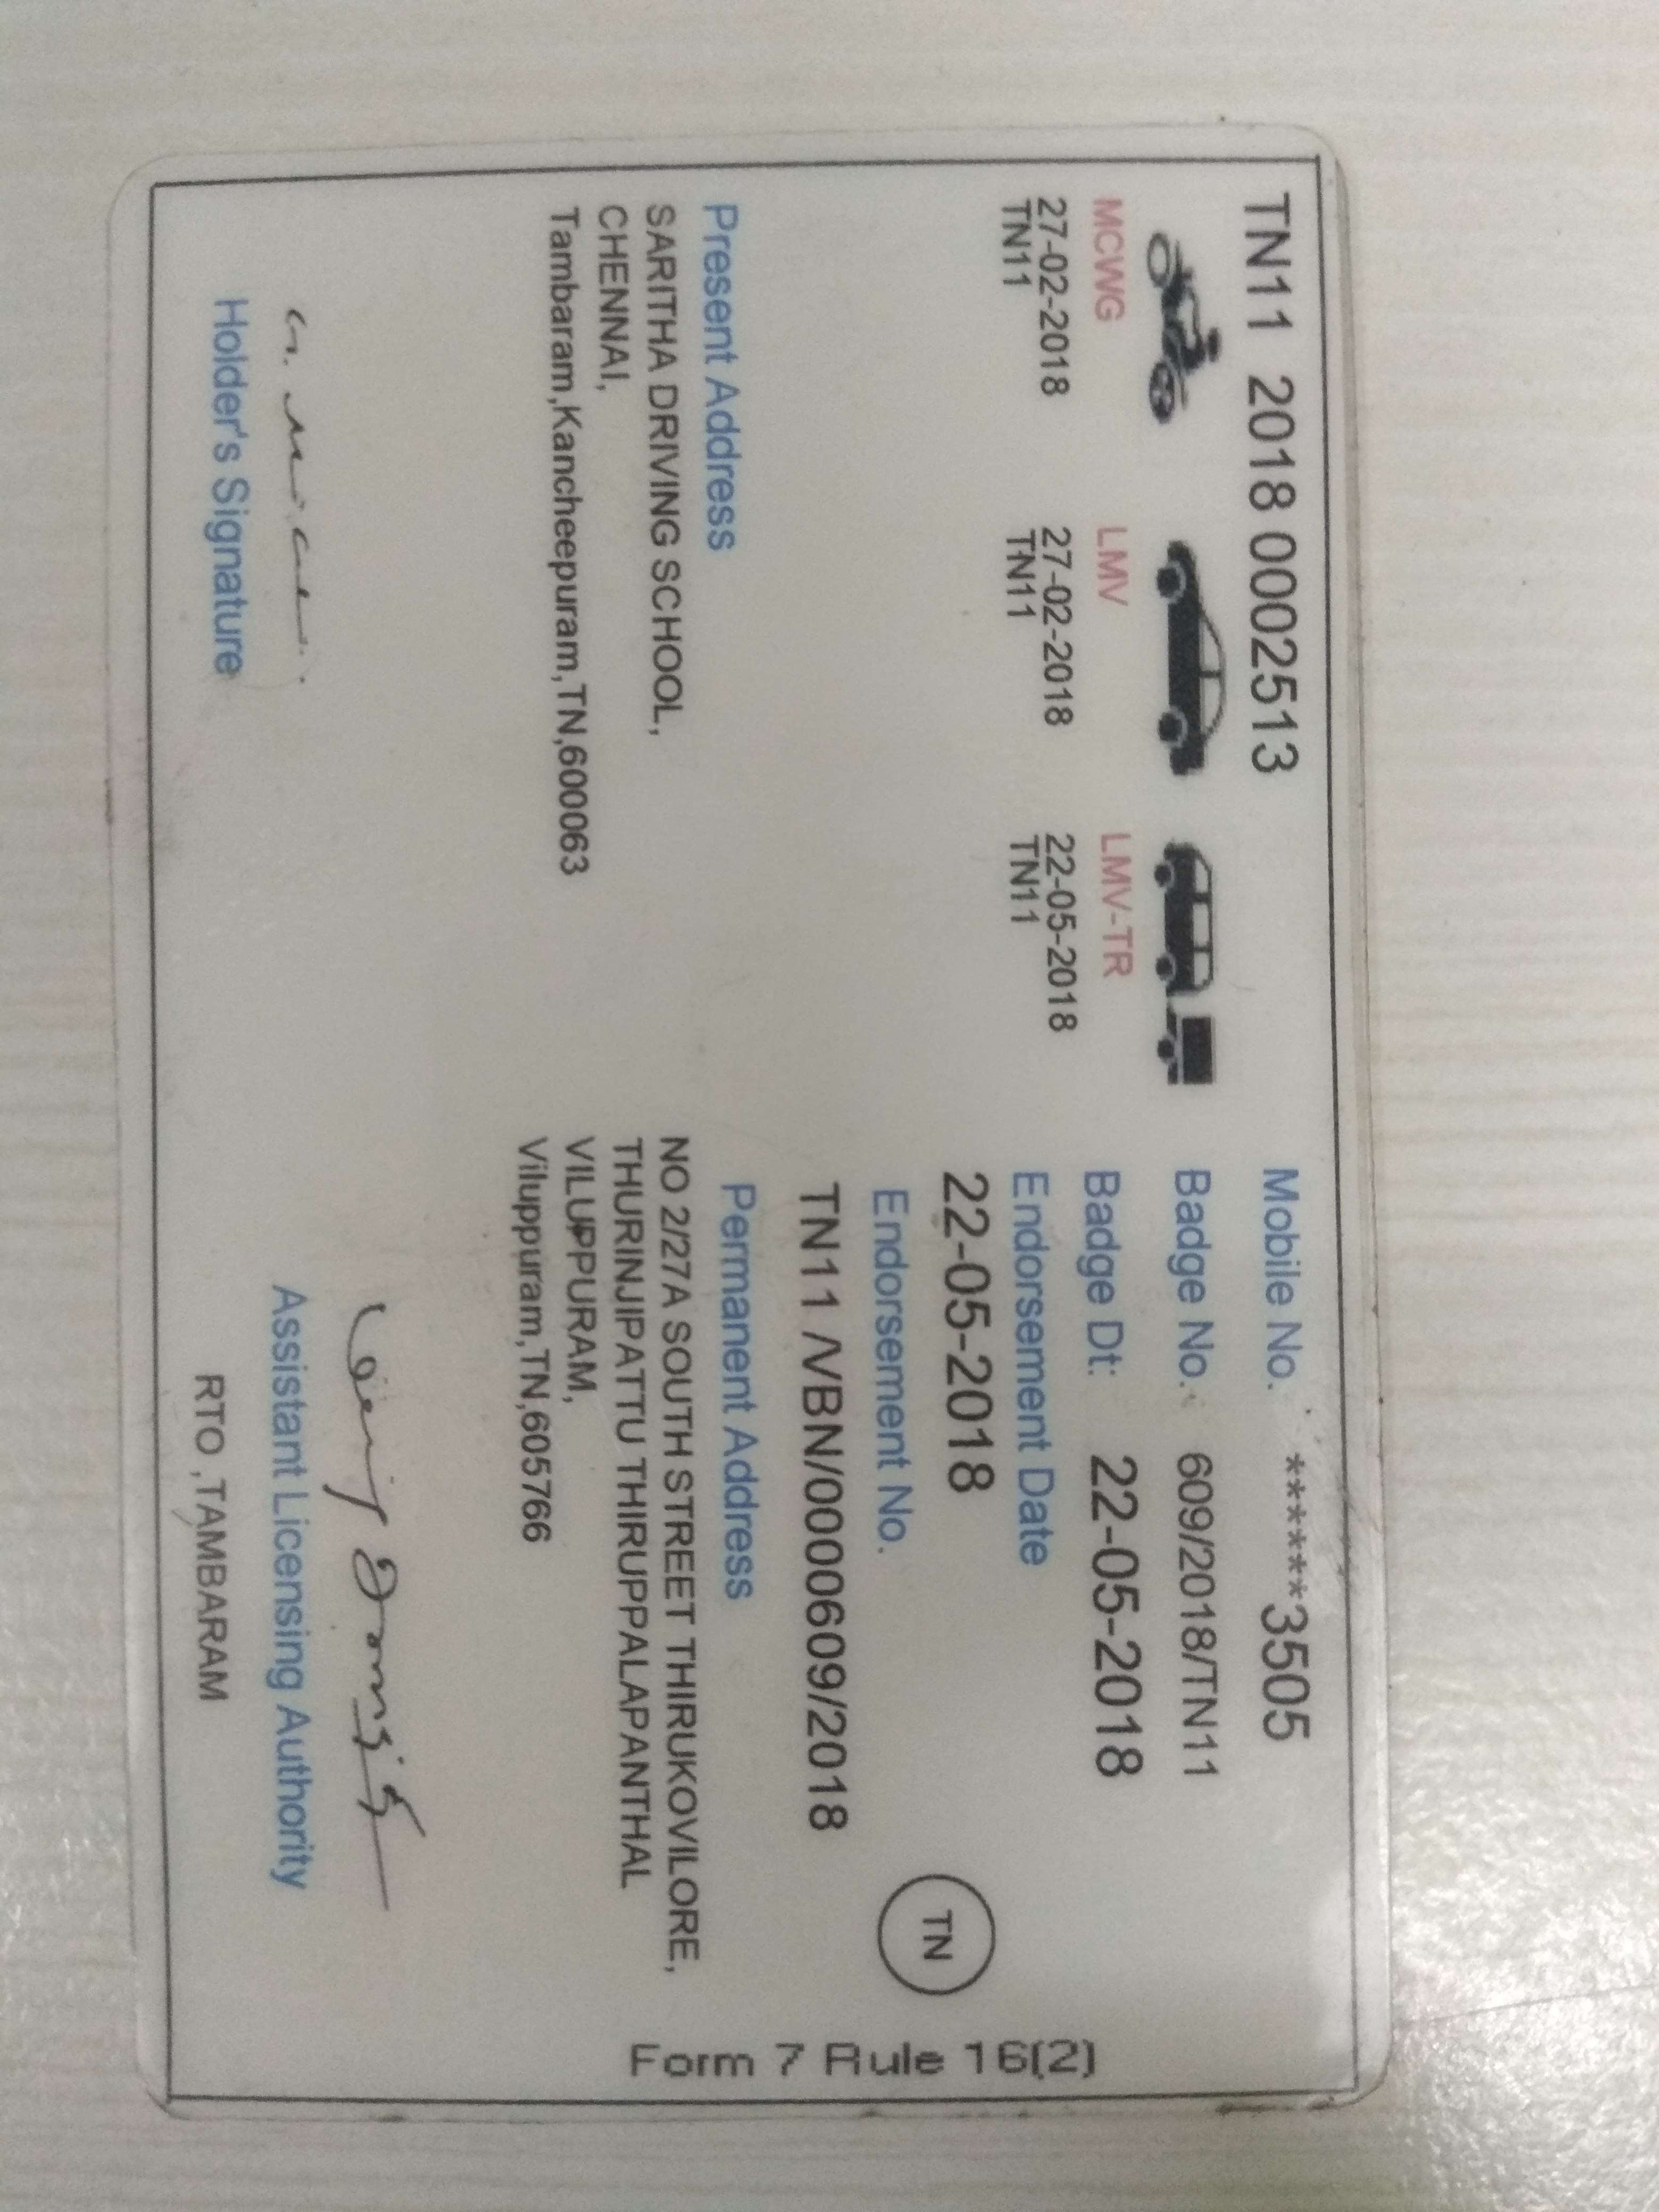 TN11 2018 0002513
MCWG
27-02-2018
TN11
LMV
27-02-2018
TN11
LMV-TR
22-05-2018
TN11
Mobile No. ******3505
Badge No. 609/2018/TN11
Badge Dt: 22-05-2018
Endorsement Date
22-05-2018
Endorsement No.
TN11 /VBN/0000609/2018
TN
Form 7 Rule 16(2)
Present Address
SARITHA DRIVING SCHOOL,
CHENNAI,
Tambaram,Kancheepuram,TN,600063
Permanent Address
NO 2/27A SOUTH STREET THIRUKOVILORE,
THURINJIPATTU THIRUPPALAPANTHAL
VILUPPURAM,
Viluppuram,TN,605766
Holder's Signature
Assistant Licensing Authority
RTO ,TAMBARAM